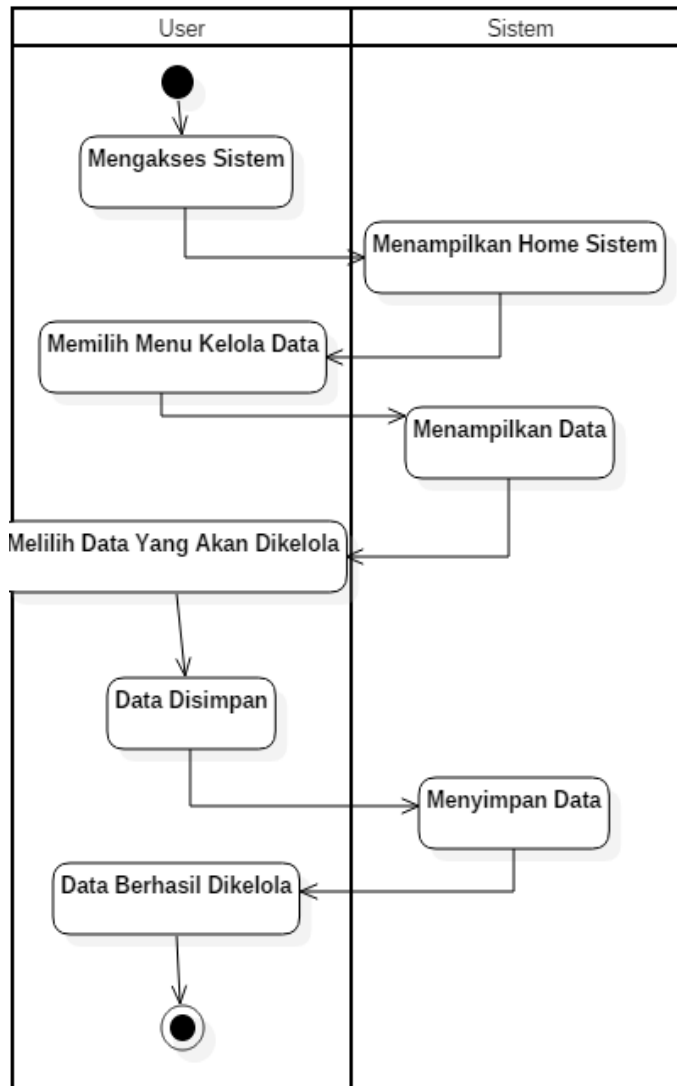 User
Sistem
Mengakses Sistem
Menampilkan Home Sistem
Memilih Menu Kelola Data
Menampilkan Data
Melilih Data Yang Akan Dikelola
Data Disimpan
Menyimpan Data
Data Berhasil Dikelola